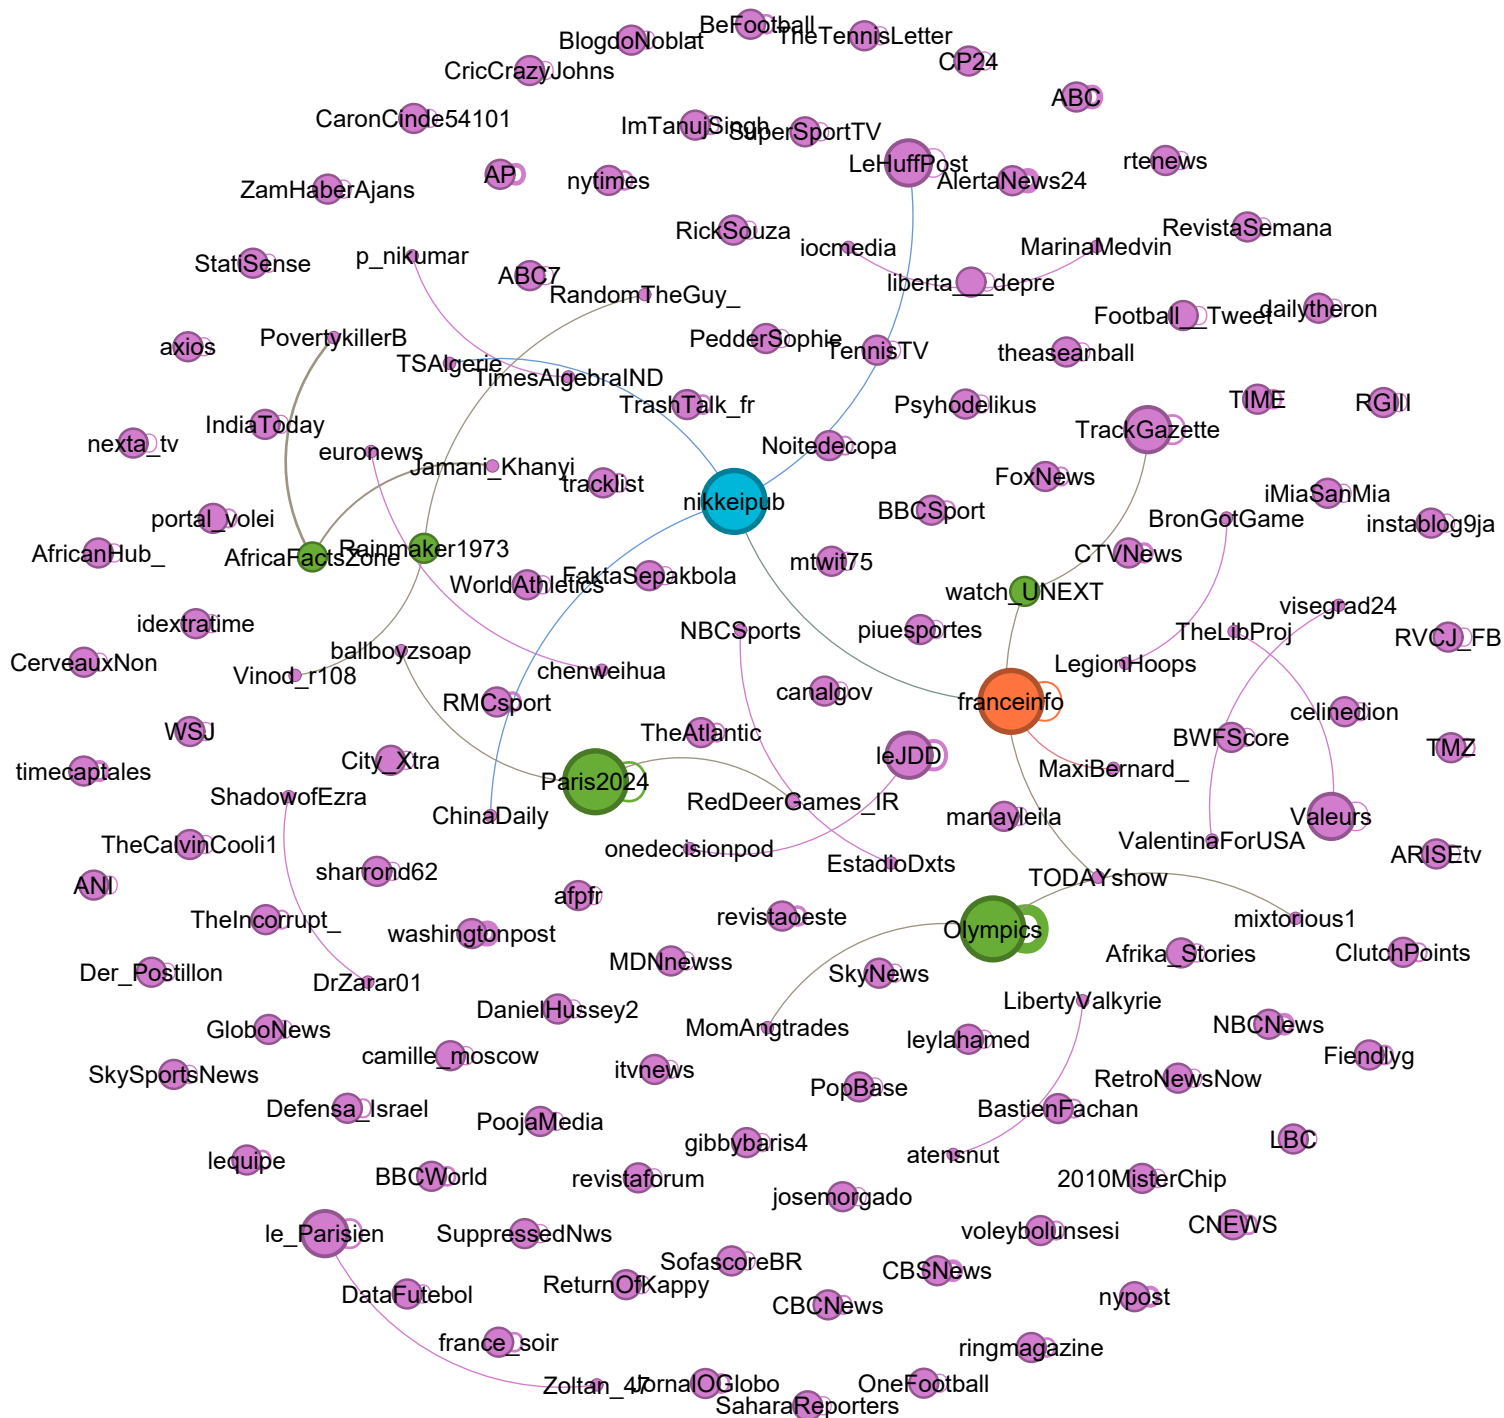 BeFootball
TheTennisLetter
BlogdoNoblat
CP24
CricCrazyJohns
ABC
CaronCinde54101
ImTanujSingh
SuperSportTV
LeHuffPost
rtenews
AP
nytimes
AlertaNews24
ZamHaberAjans
RickSouza
RevistaSemana
iocmedia
MarinaMedvin
p_nikumar
StatiSense
ABC7
liberta___depre
RandomTheGuy_
dailytheron
Football__Tweet
PovertykillerB
PedderSophie
axios
TennisTV
theaseanball
TSAlgerie
TimesAlgebraIND
TIME
RGIII
TrashTalk_fr
Psyhodelikus
IndiaToday
TrackGazette
nexta_tv
Noitedecopa
euronews
Jamani_Khanyi
FoxNews
tracklist
iMiaSanMia
nikkeipub
BBCSport
portal_volei
BronGotGame
instablog9ja
Rainmaker1973
AfricanHub_
AfricaFactsZone
CTVNews
mtwit75
FaktaSepakbola
WorldAthletics
watch_UNEXT
visegrad24
idextratime
piuesportes
NBCSports
TheLibProj
RVCJ_FB
ballboyzsoap
CerveauxNon
LegionHoops
chenweihua
Vinod_r108
canalgov
RMCsport
franceinfo
celinedion
WSJ
TheAtlantic
BWFScore
TMZ
leJDD
City_Xtra
timecaptales
MaxiBernard_
Paris2024
ShadowofEzra
RedDeerGames_IR
ChinaDaily
manayleila
Valeurs
TheCalvinCooli1
onedecisionpod
ValentinaForUSA
ARISEtv
EstadioDxts
sharrond62
TODAYshow
ANI
afpfr
TheIncorrupt_
revistaoeste
mixtorious1
washingtonpost
Olympics
Afrika_Stories
ClutchPoints
MDNnewss
Der_Postillon
SkyNews
DrZarar01
LibertyValkyrie
DanielHussey2
NBCNews
GloboNews
MomAngtrades
leylahamed
camille_moscow
Fiendlyg
itvnews
SkySportsNews
RetroNewsNow
PopBase
Defensa_Israel
BastienFachan
PoojaMedia
LBC
gibbybaris4
atensnut
lequipe
BBCWorld
revistaforum
2010MisterChip
josemorgado
CNEWS
voleybolunsesi
le_Parisien
SuppressedNws
SofascoreBR
CBSNews
ReturnOfKappy
DataFutebol
nypost
CBCNews
france_soir
ringmagazine
Zoltan_47
JornalOGlobo
OneFootball
SaharaReporters